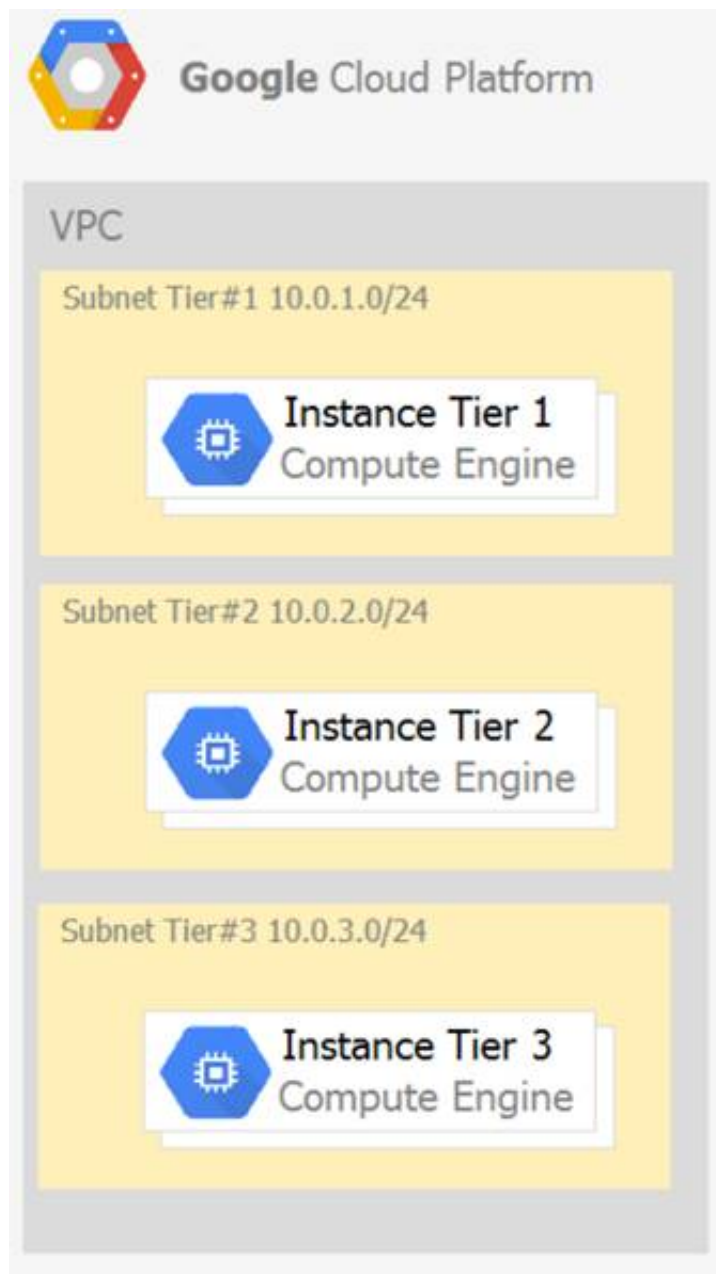 Google Cloud Platform
VPC
Subnet Tier#1 10.0.1.0/24
Instance Tier 1
Compute Engine
Subnet Tier#2 10.0.2.0/24
Instance Tier 2
Compute Engine
Subnet Tier#3 10.0.3.0/24
Instance Tier 3
Compute Engine